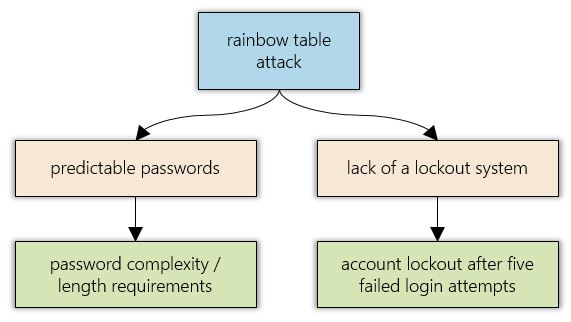 rainbow table
attack
predictable passwords
lack of a lockout system
password complexity /
length requirements
account lockout after five
failed login attempts